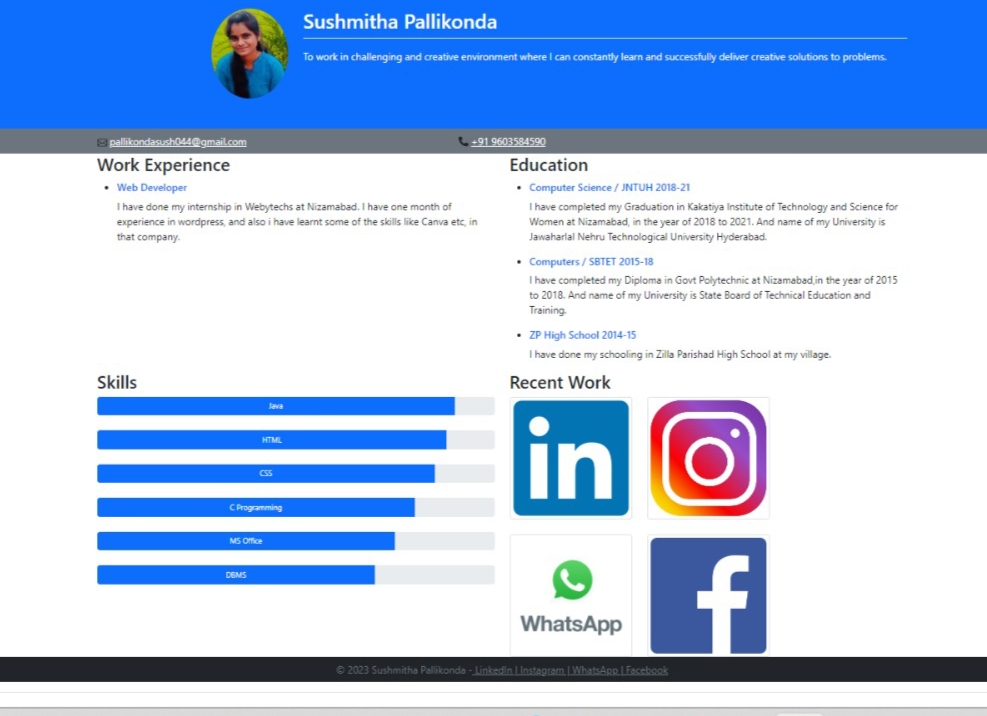 Sushmitha Pallikonda
To work in challenging and creative environment where I can constantly learn and successfully deliver creative solutions to problems.
pallikondasush044@gmail.com
+91 9603584590
Work Experience
Web Developer
I have done my internship in Webytechs at Nizamabad. I have one month of
experience in wordpress, and also i have learnt some of the skills like Canva etc, in
that company.
Education
Computer Science / JNTUH 2018-21
I have completed my Graduation in Kakatiya Institute of Technology and Science for
Women at Nizamabad, in the year of 2018 to 2021. And name of my University is
Jawaharlal Nehru Technological University Hyderabad.
Computers / SBTET 2015-18
I have completed my Diploma in Govt Polytechnic at Nizamabad,in the year of 2015
to 2018. And name of my University is State Board of Technical Education and
Training.
ZP High School 2014-15
I have done my schooling in Zilla Parishad High School at my village.
Skills
Java
HTML
CSS
C Programming
MS Office
DBMS
Recent Work
in
WhatsApp
f
© 2023 Sushmitha Pallikonda - LinkedIn | Instagram | WhatsApp | Facebook